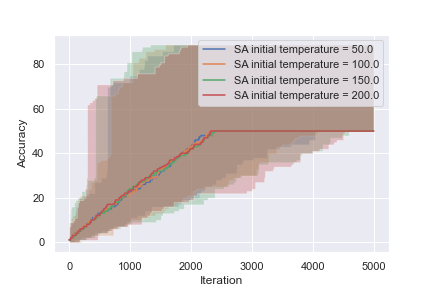 SA initial temperature = 50.0
SA initial temperature = 100.0
SA initial temperature = 150.0
SA initial temperature = 200.0
80
60
40
20
0
Accuracy
0 1000 2000 3000 4000 5000
Iteration